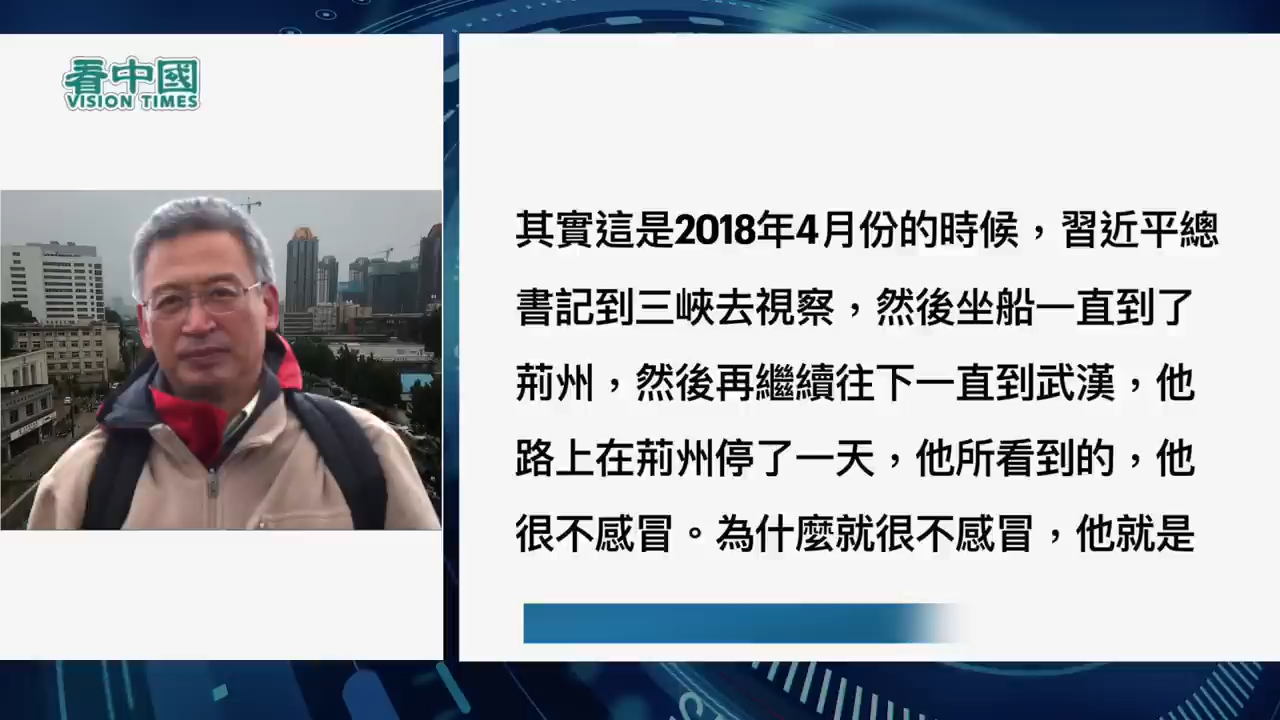 看中國
VISION TIMES
其實這是2018年4月份的時候，習近平總
書記到三峽去視察，然後坐船一直到了
荊州，然後再繼續往下一直到武漢，他
路上在荊州停了一天，他所看到的，他
很不感冒。為什麼就很不感冒，他就是